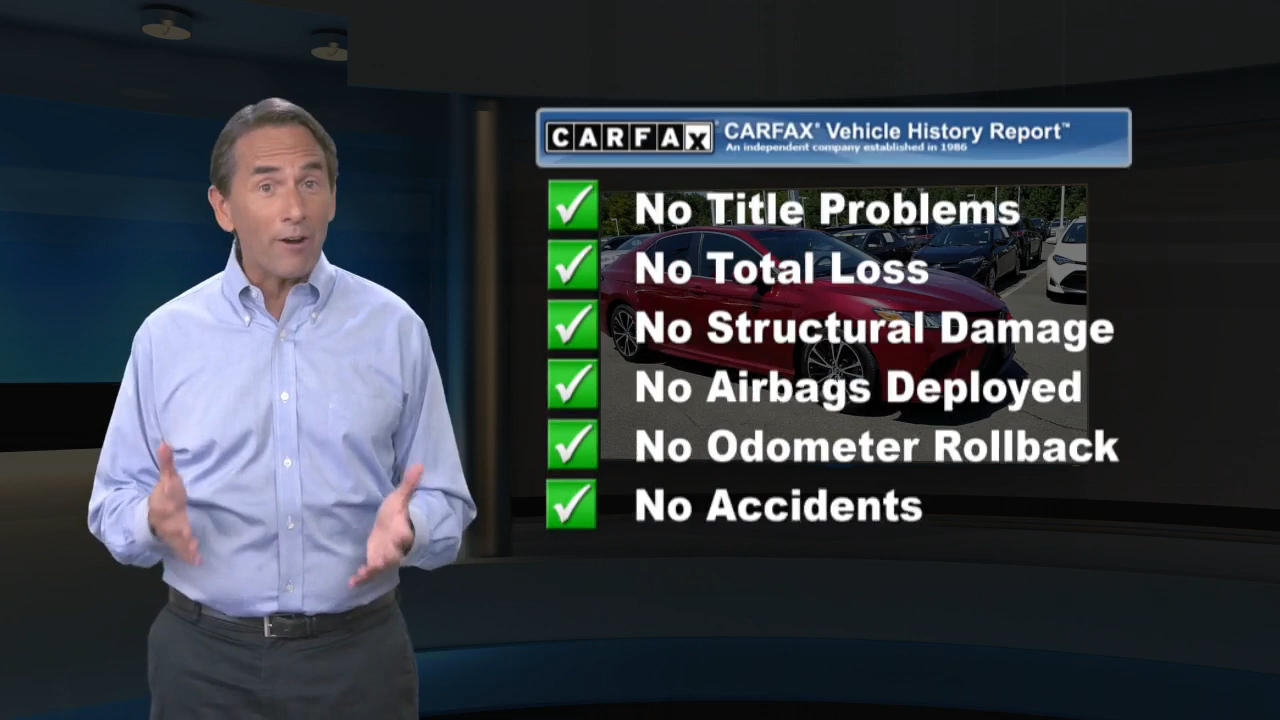 CARFAX® CARFAX® Vehicle History Report™
An independent company established in 1986
No Title Problems
No Total Loss
No Structural Damage
No Airbags Deployed
No Odometer Rollback
No Accidents